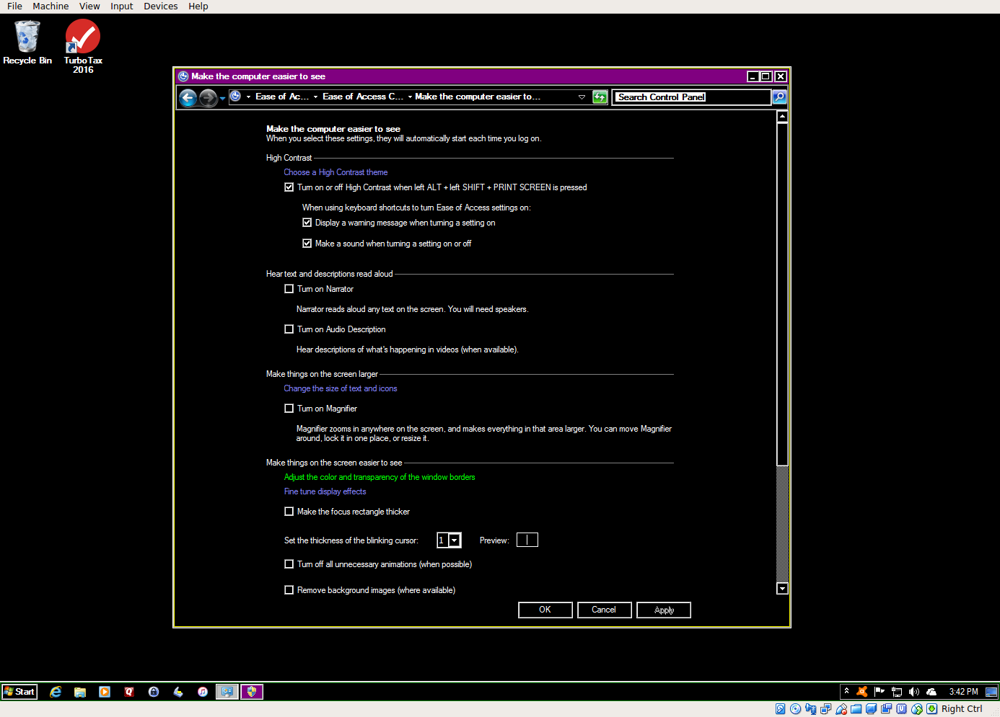 File Machine View Input Devices Help
Recycle Bin
TurboTax
2016
Make the computer easier to see
Ease of Ac... Ease of Access C... Make the computer easier to...
Search Control Panel
Make the computer easier to see
When you select these settings, they will automatically start each time you log on.
High Contrast
Choose a High Contrast theme
Turn on or off High Contrast when left ALT + left SHIFT + PRINT SCREEN is pressed
When using keyboard shortcuts to turn Ease of Access settings on:
Display a warning message when turning a setting on
Make a sound when turning a setting on or off
Hear text and descriptions read aloud
Turn on Narrator
Narrator reads aloud any text on the screen. You will need speakers.
Turn on Audio Description
Hear descriptions of what's happening in videos (when available).
Make things on the screen larger
Change the size of text and icons
Turn on Magnifier
Magnifier zooms in anywhere on the screen, and makes everything in that area larger. You can move Magnifier
around, lock it in one place, or resize it.
Make things on the screen easier to see
Adjust the color and transparency of the window borders
Fine tune display effects
Make the focus rectangle thicker
Set the thickness of the blinking cursor: 1 Preview:
Turn off all unnecessary animations (when possible)
Remove background images (where available)
OK Cancel Apply
Start 3:42 PM
Right Ctrl